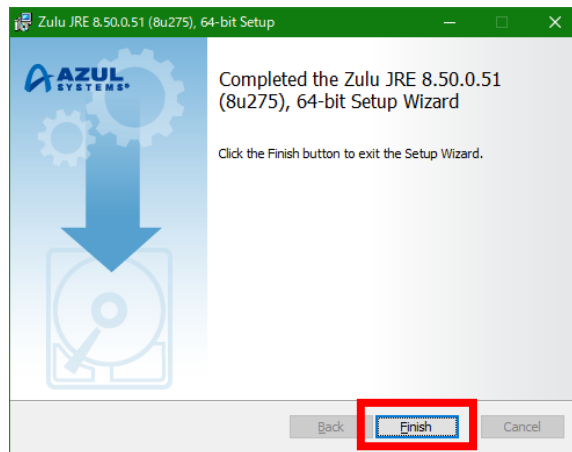 Zulu JRE 8.50.0.51 (8u275), 64-bit Setup
AZUL
SYSTEMS®
Completed the Zulu JRE 8.50.0.51
(8u275), 64-bit Setup Wizard
Click the Finish button to exit the Setup Wizard.
Back Finish Cancel